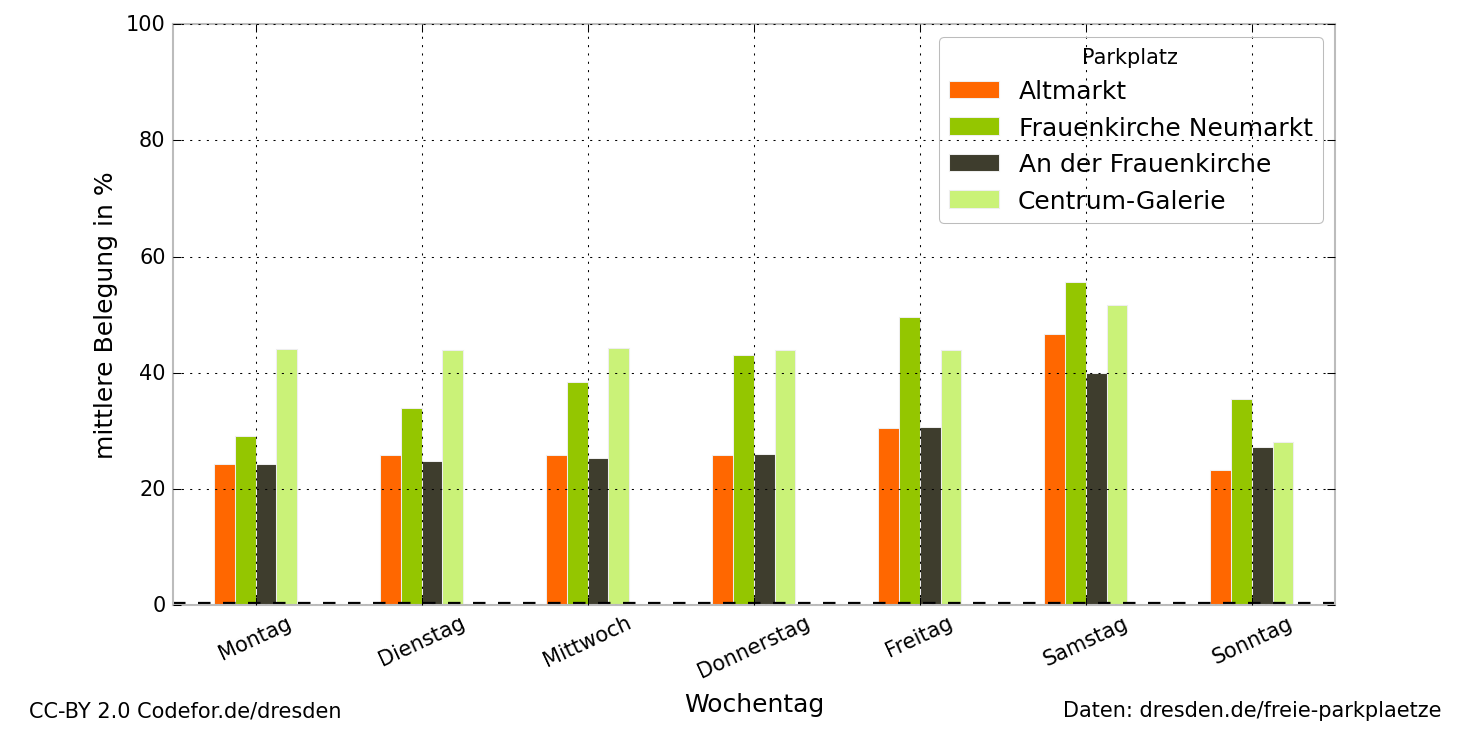 100
80
60
40
20
0
mittlere Belegung in %
Parkplatz
Altmarkt
Frauenkirche Neumarkt
An der Frauenkirche
Centrum-Galerie
Montag
Dienstag
Mittwoch
Donnerstag
Freitag
Samstag
Sonntag
Wochentag
CC-BY 2.0 Codefor.de/dresden
Daten: dresden.de/freie-parkplaetze